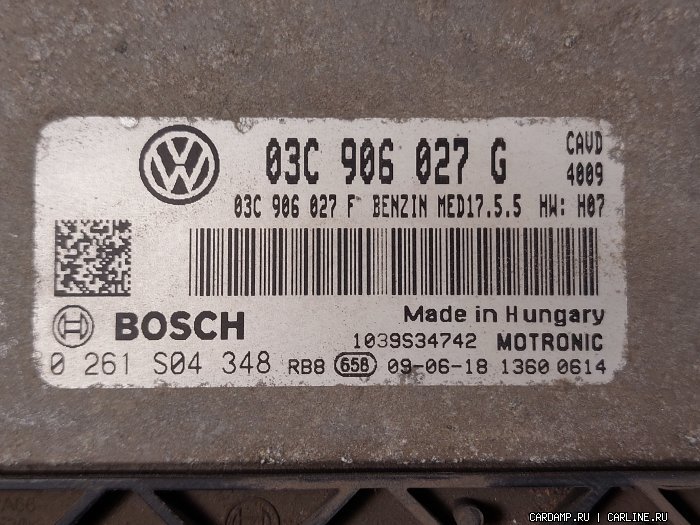 03C 906 027 G CAVD
4009
03C 906 027 F BENZIN MED17.5.5 HW: H07
BOSCH
Made in Hungary
1039S34742 MOTRONIC
0 261 S04 348 RB8 658 09-06-18 1360 0614
CARDAMP.RU | CARLINE.RU